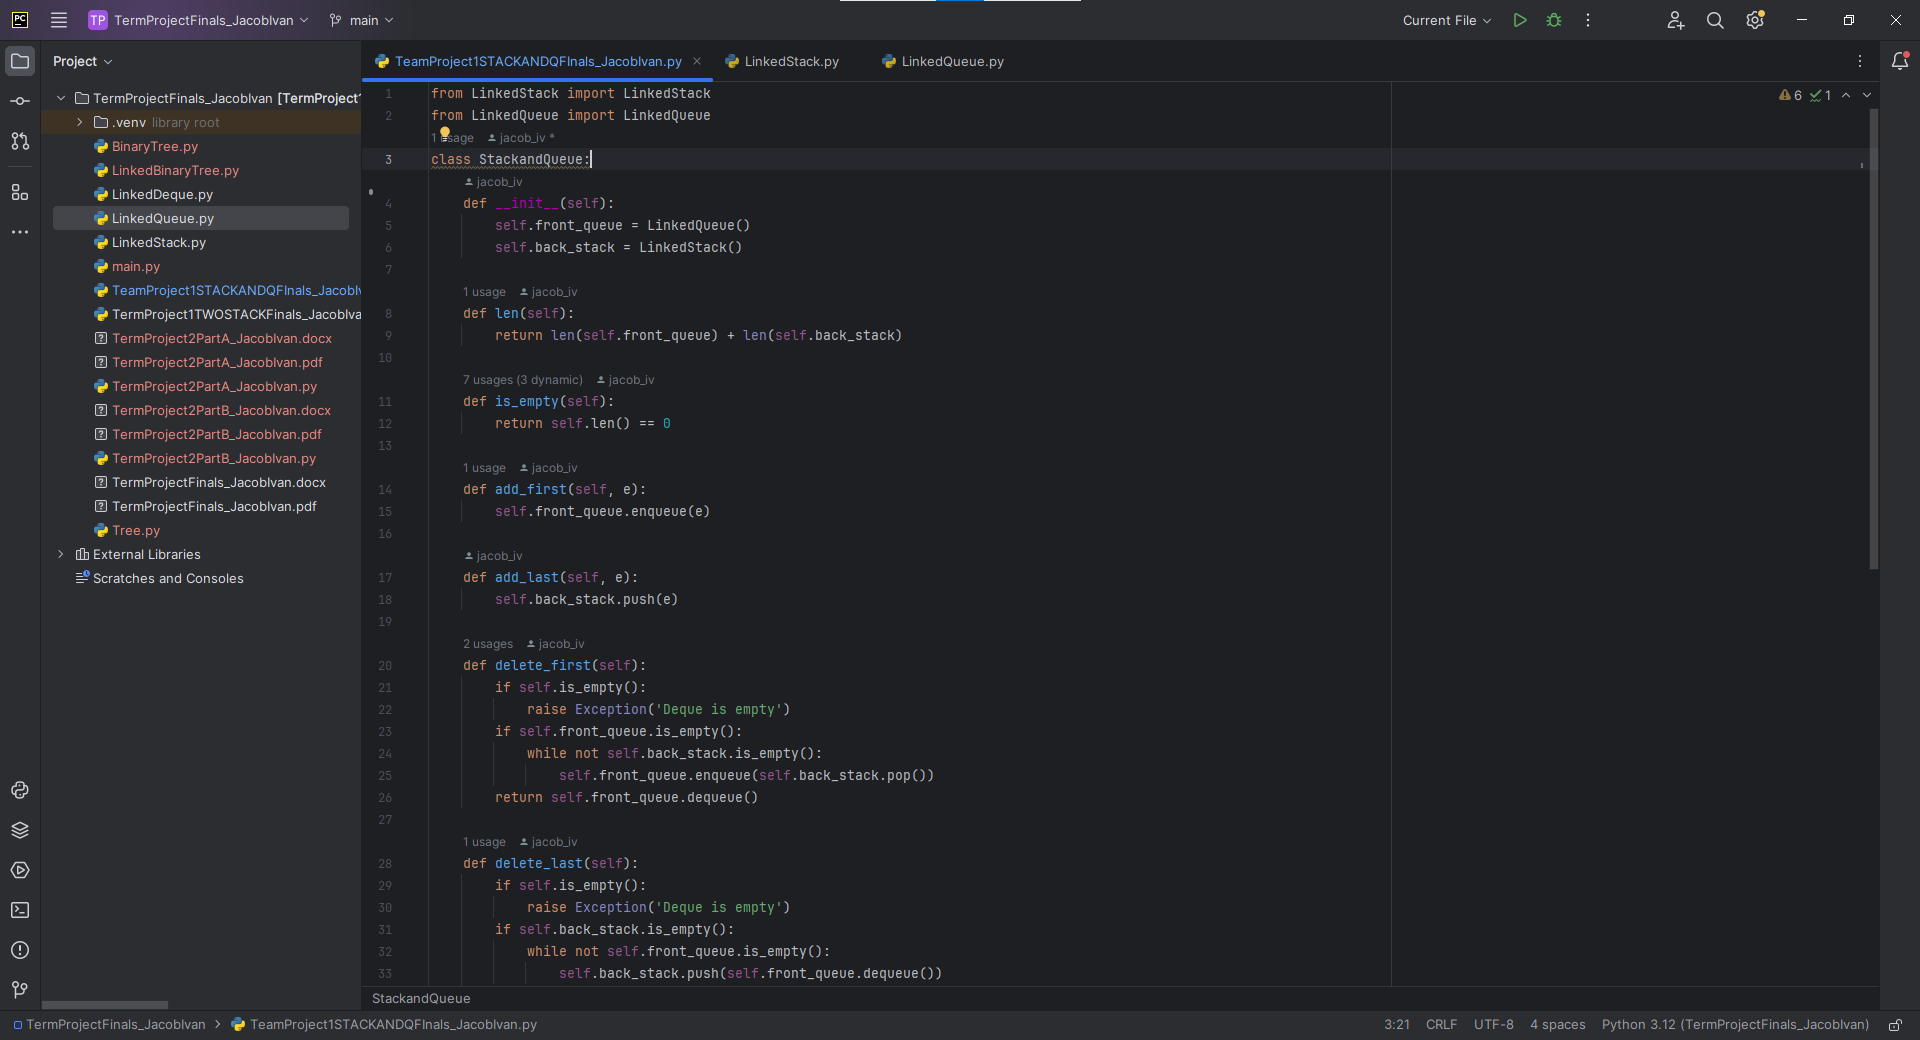 PC TP TermProjectFinals_JacobIvan main Current File
Project
TermProjectFinals_JacobIvan [TermProject
.venv library root
BinaryTree.py
LinkedBinaryTree.py
LinkedDeque.py
LinkedQueue.py
LinkedStack.py
main.py
TeamProject1STACKANDQFInals_JacobIv
TermProject1TWOSTACKFinals_JacobIva
TermProject2PartA_JacobIvan.docx
TermProject2PartA_JacobIvan.pdf
TermProject2PartA_JacobIvan.py
TermProject2PartB_JacobIvan.docx
TermProject2PartB_JacobIvan.pdf
TermProject2PartB_JacobIvan.py
TermProjectFinals_JacobIvan.docx
TermProjectFinals_JacobIvan.pdf
Tree.py
External Libraries
Scratches and Consoles
TeamProject1STACKANDQFInals_JacobIvan.py LinkedStack.py LinkedQueue.py
6 1
1 from LinkedStack import LinkedStack
2 from LinkedQueue import LinkedQueue
1 usage jacob_iv *
3 class StackandQueue:
jacob_iv
4 def __init__(self):
5 self.front_queue = LinkedQueue()
6 self.back_stack = LinkedStack()
7
1 usage jacob_iv
8 def len(self):
9 return len(self.front_queue) + len(self.back_stack)
10
7 usages (3 dynamic) jacob_iv
11 def is_empty(self):
12 return self.len() == 0
13
1 usage jacob_iv
14 def add_first(self, e):
15 self.front_queue.enqueue(e)
16
jacob_iv
17 def add_last(self, e):
18 self.back_stack.push(e)
19
2 usages jacob_iv
20 def delete_first(self):
21 if self.is_empty():
22 raise Exception('Deque is empty')
23 if self.front_queue.is_empty():
24 while not self.back_stack.is_empty():
25 self.front_queue.enqueue(self.back_stack.pop())
26 return self.front_queue.dequeue()
27
1 usage jacob_iv
28 def delete_last(self):
29 if self.is_empty():
30 raise Exception('Deque is empty')
31 if self.back_stack.is_empty():
32 while not self.front_queue.is_empty():
33 self.back_stack.push(self.front_queue.dequeue())
StackandQueue
TermProjectFinals_JacobIvan TeamProject1STACKANDQFInals_JacobIvan.py 3:21 CRLF UTF-8 4 spaces Python 3.12 (TermProjectFinals_JacobIvan)